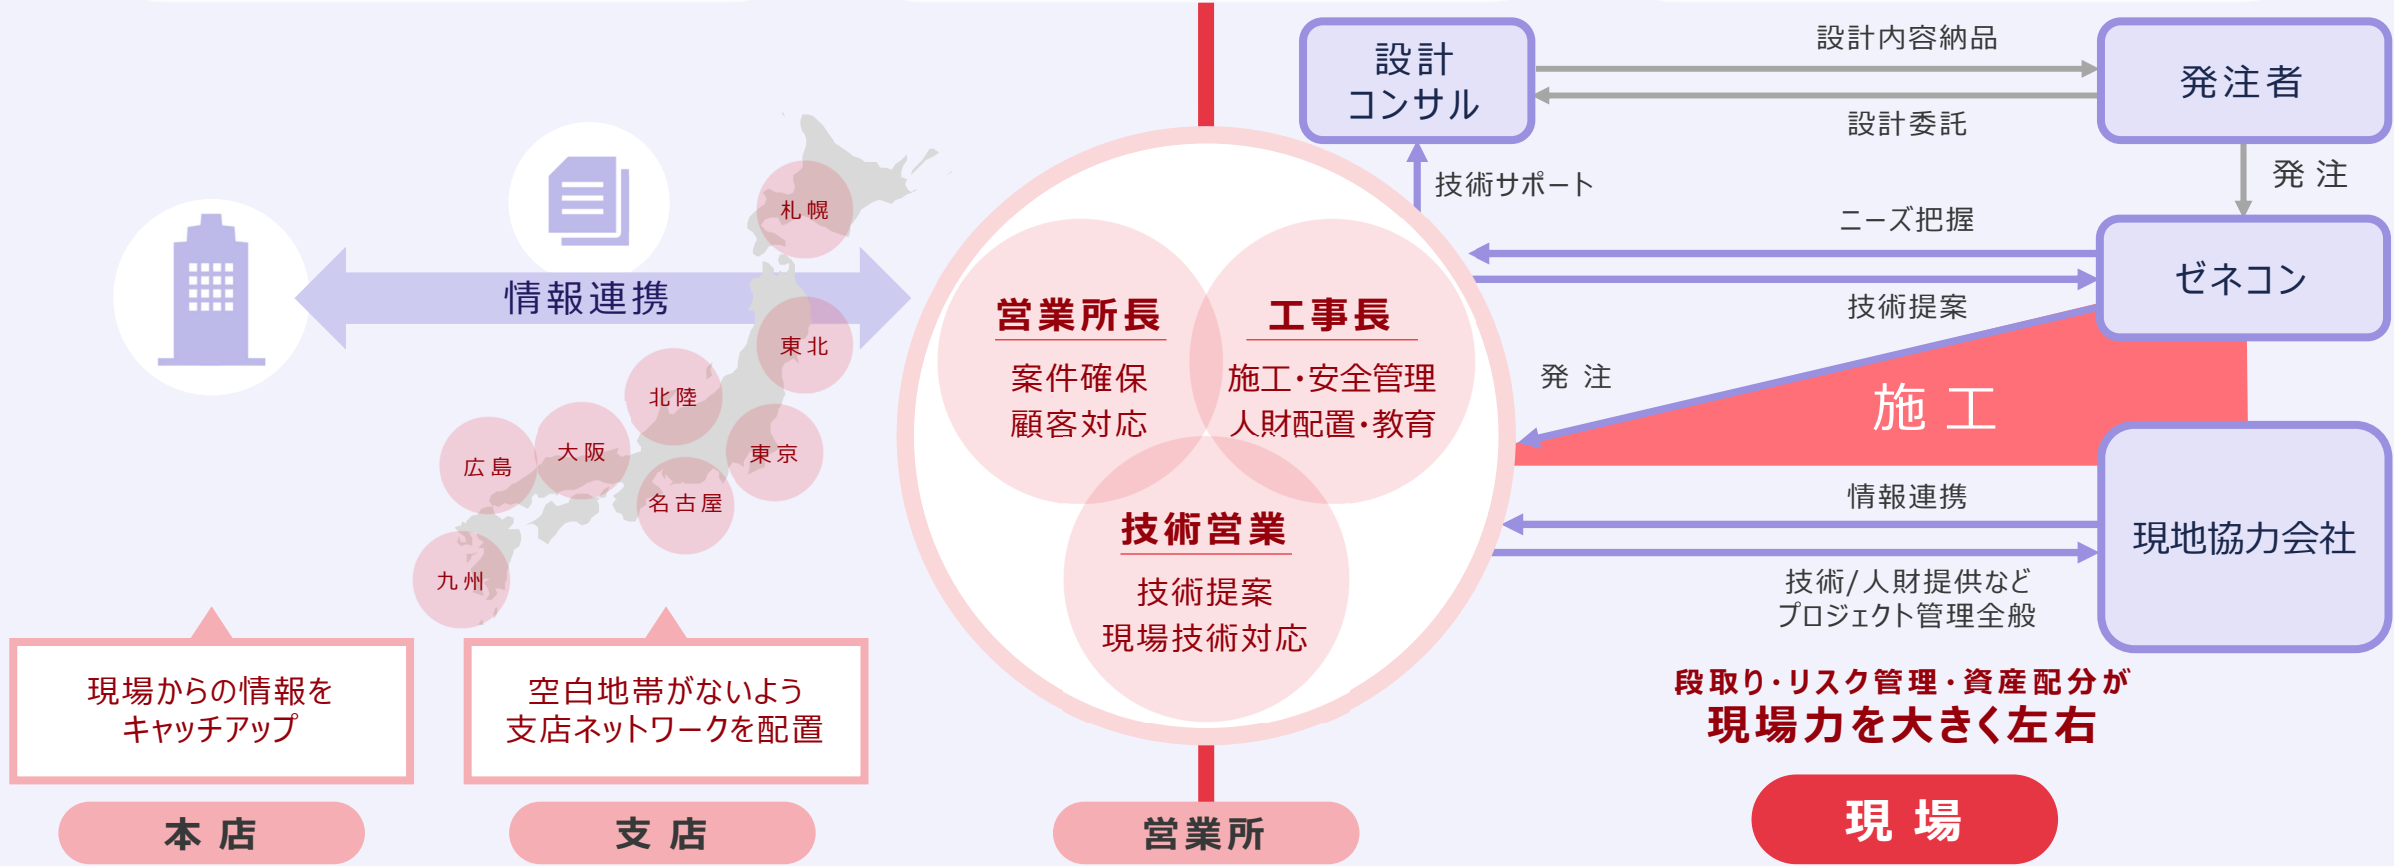 情報連携
札幌
東北
北陸
東京
大阪
名古屋
広島
九州
現場からの情報を
キャッチアップ
本店
空白地帯がないよう
支店ネットワークを配置
支店
営業所長
案件確保
顧客対応
工事長
施工・安全管理
人財配置・教育
技術営業
技術提案
現場技術対応
営業所
設計
コンサル
設計内容納品
設計委託
発注者
技術サポート
発注
ニーズ把握
技術提案
ゼネコン
発注
施工
情報連携
技術/人財提供など
プロジェクト管理全般
現地協力会社
段取り・リスク管理・資産配分が
現場力を大きく左右
現場